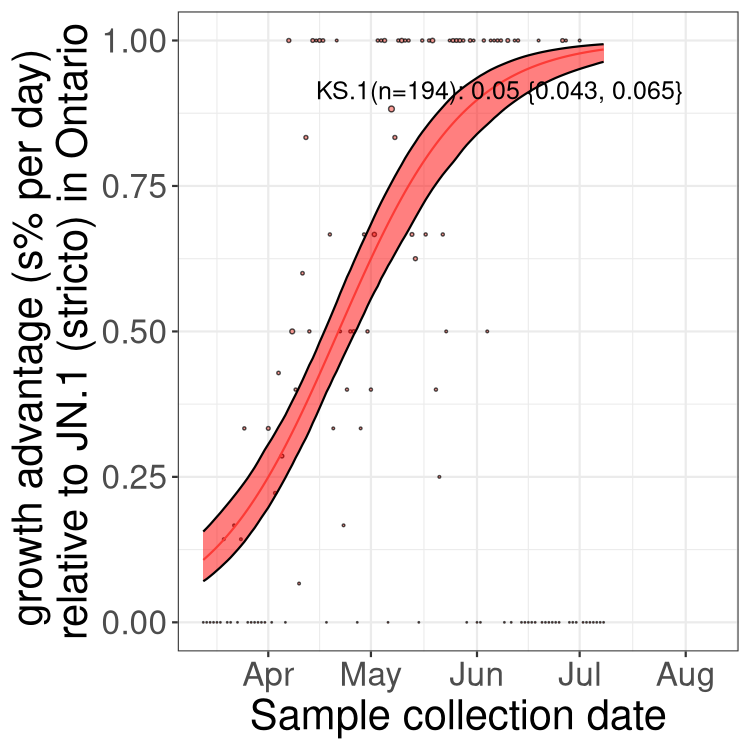 growth advantage (s% per day)
relative to JN.1 (stricto) in Ontario
1.00
0.75
0.50
0.25
0.00
KS.1(n=194): 0.05 {0.043, 0.065}
Apr May Jun Jul Aug
Sample collection date